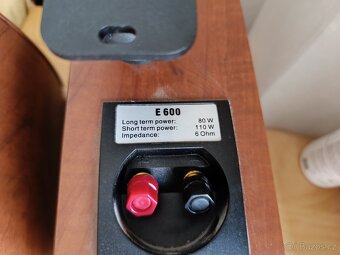 E 600
Long term power: 80 W
Short term power: 110 W
Impedance: 6 Ohm